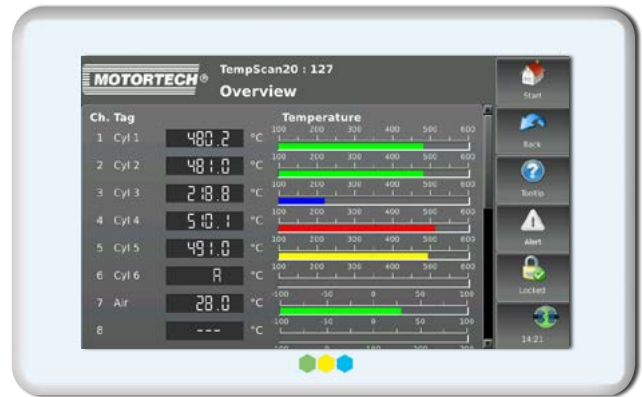 MOTORTECH®
TempScan20 : 127
Overview
Start
Ch. Tag Temperature
1 Cyl 1 480.2 °C 100 200 300 400 500 600
Back
2 Cyl 2 481.0 °C 100 200 300 400 500 600
Tooltip
3 Cyl 3 218.8 °C 100 200 300 400 500 600
4 Cyl 4 510.1 °C 100 200 300 400 500 600
Alert
5 Cyl 5 491.0 °C 100 200 300 400 500 600
6 Cyl 6 A °C 100 200 300 400 500 600
Locked
7 Air 28.0 °C -100 -50 0 50 100
8 --- °C -100 -50 0 50 100
14:21